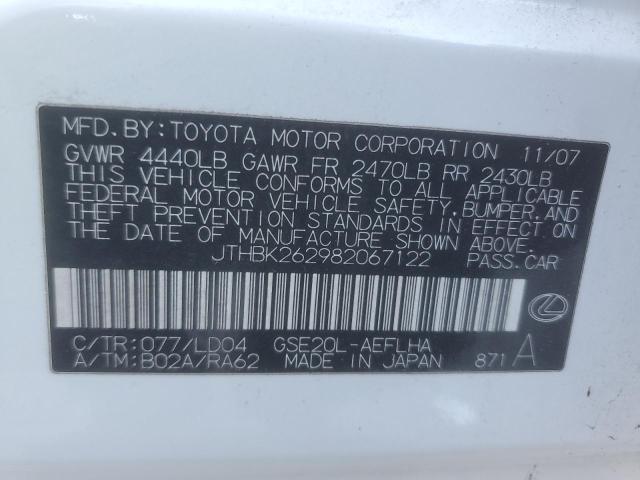 MFD. BY: TOYOTA MOTOR CORPORATION 11/07
GVWR 4440LB GAWR FR 2470LB RR 2430LB
THIS VEHICLE CONFORMS TO ALL APPLICABLE
FEDERAL MOTOR VEHICLE SAFETY, BUMPER, AND
THEFT PREVENTION STANDARDS IN EFFECT ON
THE DATE OF MANUFACTURE SHOWN ABOVE.
JTHBK262982067122 PASS. CAR
C/TR: 077/LD04 GSE20L-AEFLHA
A/TM: B02A/RA62 MADE IN JAPAN 871 A